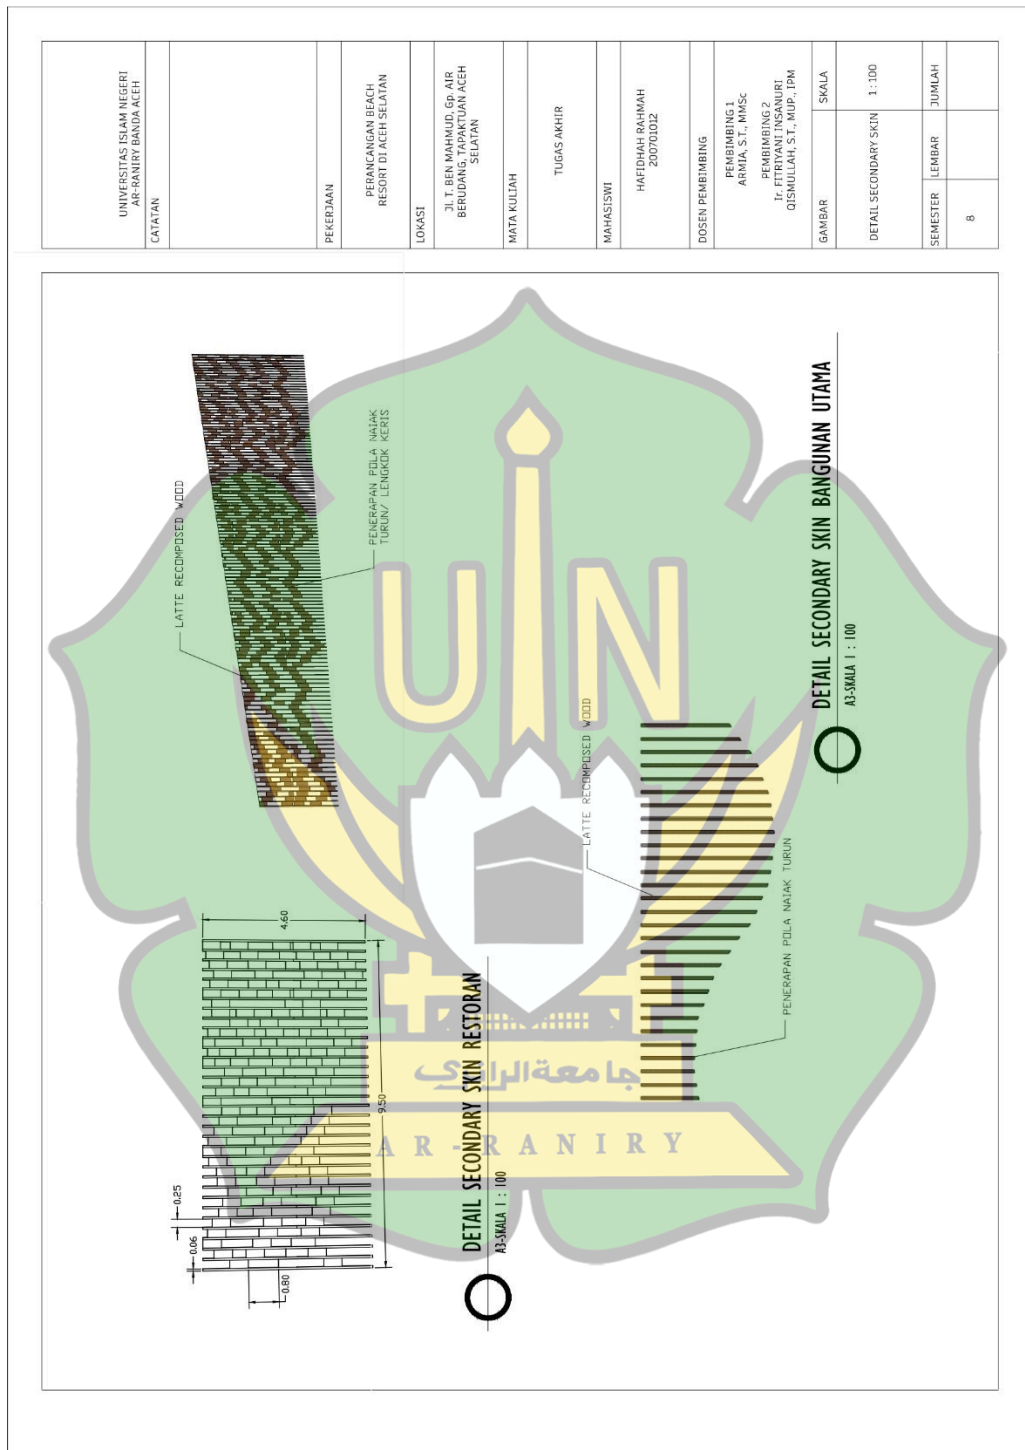 UNIVERSITAS ISLAM NEGERI
AR-RANIRY BANDA ACEH
CATATAN
PEKERJAAN
PERANCANGAN BEACH
RESORT DI ACEH SELATAN
LOKASI
Jl. T. BEN MAHMUD, Gp. AIR
BERUDANG, TAPAKTUAN ACEH
SELATAN
MATA KULIAH
TUGAS AKHIR
MAHASISWI
HAFIDHAH RAHMAH
200701012
DOSEN PEMBIMBING
PEMBIMBING 1
ARMIA, S.T., MMSc
PEMBIMBING 2
Ir. FITRIYANI INSANURI
QISMULLAH, S.T., MUP., IPM
GAMBAR
SKALA
DETAIL SECONDARY SKIN
1 : 100
SEMESTER
LEMBAR
JUMLAH
8
LATTE RECOMPOSED WOOD
PENERAPAN POLA NAIAK
TURUN/ LENGKOK KERIS
4.60
9.50
0.25
0.06
0.80
DETAIL SECONDARY SKIN RESTORAN
A3-SKALA 1 : 100
LATTE RECOMPOSED WOOD
PENERAPAN POLA NAIAK TURUN
DETAIL SECONDARY SKIN BANGUNAN UTAMA
A3-SKALA 1 : 100
UIN
جامعة الرانري
AR-RANIRY